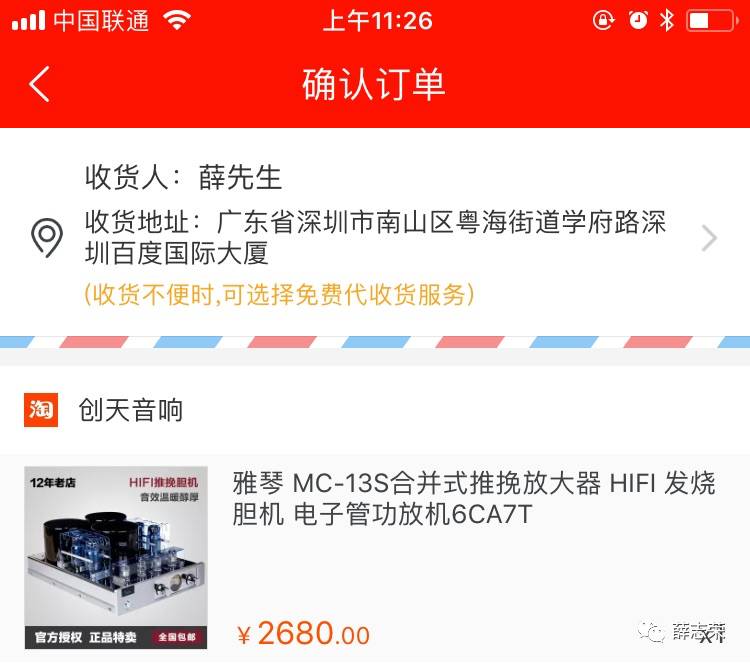 中国联通
上午11:26
确认订单
收货人：薛先生
收货地址：广东省深圳市南山区粤海街道学府路深
圳百度国际大厦
(收货不便时,可选择免费代收货服务)
淘
创天音响
12年老店
HIFI推挽胆机
音效温暖醇厚
官方授权 正品特卖
全国包邮
雅琴 MC-13S合并式推挽放大器 HIFI 发烧
胆机 电子管功放机6CA7T
￥2680.00
薛志荣
x1